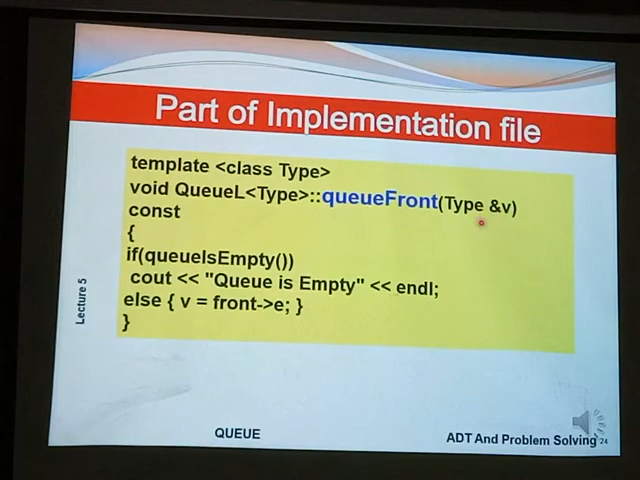 Part of Implementation file
template <class Type>
void QueueL<Type>::queueFront(Type &v)
const
{
if(queueIsEmpty())
cout << "Queue is Empty" << endl;
else { v = front->e; }
}
Lecture 5
QUEUE
ADT And Problem Solving
24